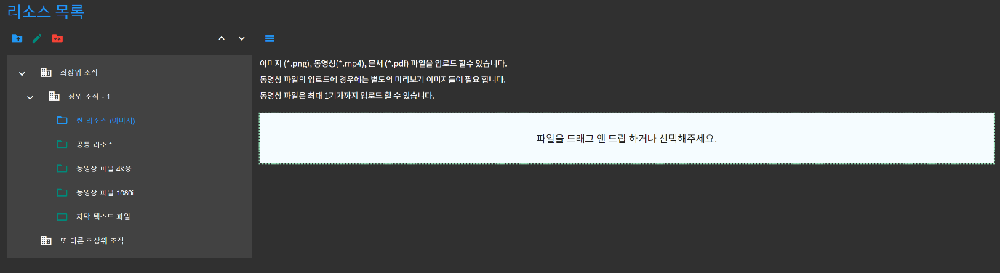 리소스 목록
이미지 (*.png), 동영상(*.mp4), 문서 (*.pdf) 파일을 업로드 할수 있습니다.
동영상 파일의 업로드에 경우에는 별도의 미리보기 이미지들이 필요 합니다.
동영상 파일은 최대 1기가까지 업로드 할 수 있습니다.
파일을 드래그 앤 드랍 하거나 선택해주세요.
최상위 조직
상위 조직 - 1
씬 리소스 (이미지)
공통 리소스
동영상 파일 4K용
동영상 파일 1080i
자막 텍스트 파일
또 다른 최상위 조직